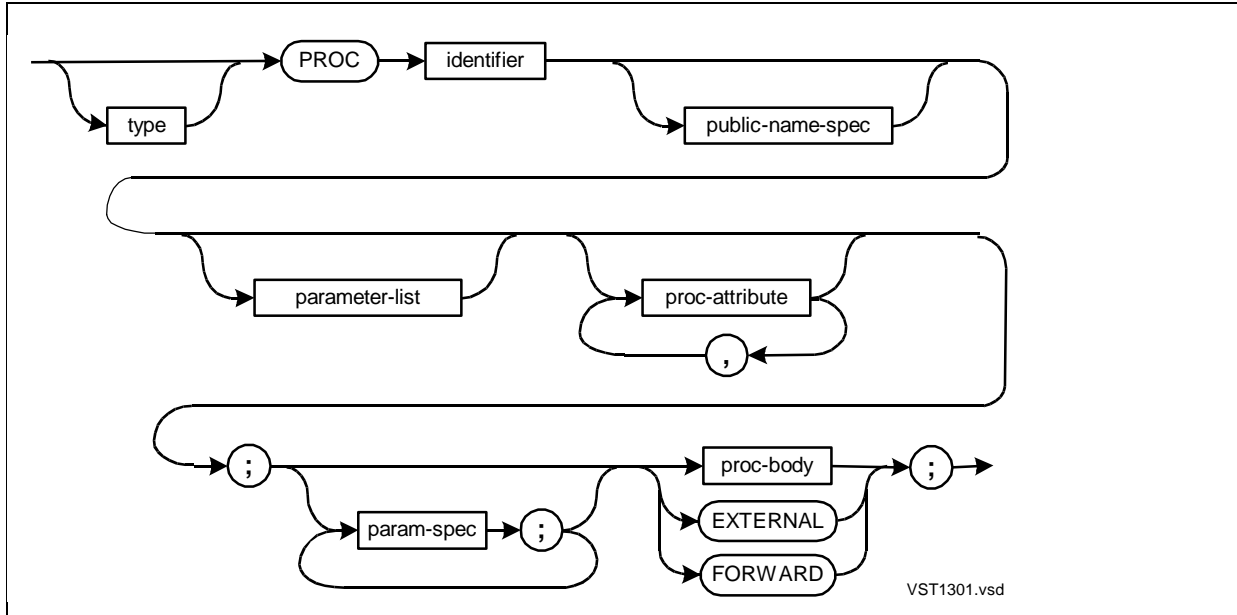 PROC identifier
type public-name-spec
parameter-list proc-attribute
,
; proc-body ;
param-spec ; EXTERNAL
FORWARD
VST1301.vsd